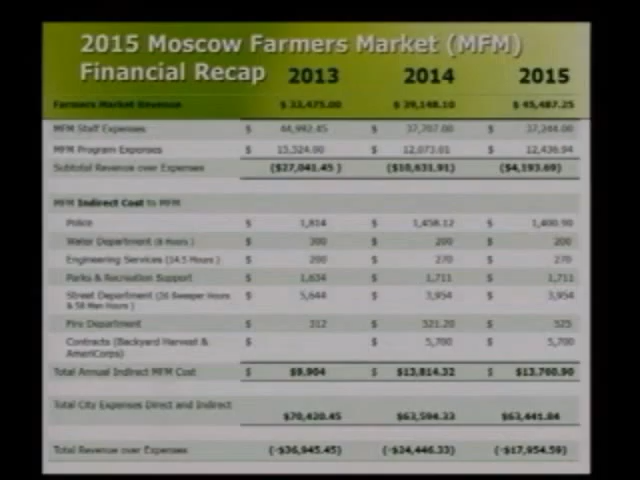 2015 Moscow Farmers Market (MFM)
Financial Recap 2013 2014 2015
Farmers Market Revenue $ 33,475.00 $ 39,148.10 $ 45,487.25
MFM Staff Expenses $ 44,992.45 $ 37,707.00 $ 37,244.00
MFM Program Expenses $ 15,524.00 $ 12,073.01 $ 12,436.94
Subtotal Revenue over Expenses ($27,041.45 ) ($10,631.91) ($4,193.69)
MFM Indirect Cost to MFM
Police $ 1,814 $ 1,458.12 $ 1,400.90
Water Department (8 Hours ) $ 300 $ 200 $ 200
Engineering Services (14.5 Hours ) $ 200 $ 270 $ 270
Parks & Recreation Support $ 1,634 $ 1,711 $ 1,711
Street Department (20 Sweeper Hours $ 5,644 $ 3,954 $ 3,954
& 58 Man Hours )
Fire Department $ 312 $ 521.20 $ 525
Contracts (Backyard Harvest & $ $ 5,700 $ 5,700
AmeriCorps)
Total Annual Indirect MFM Cost $ $9,904 $ $13,814.32 $ $13,760.90
Total City Expenses Direct and Indirect
$70,420.45 $63,594.33 $63,441.84
Total Revenue over Expenses (-$36,945.45) (-$24,446.33) (-$17,954.59)